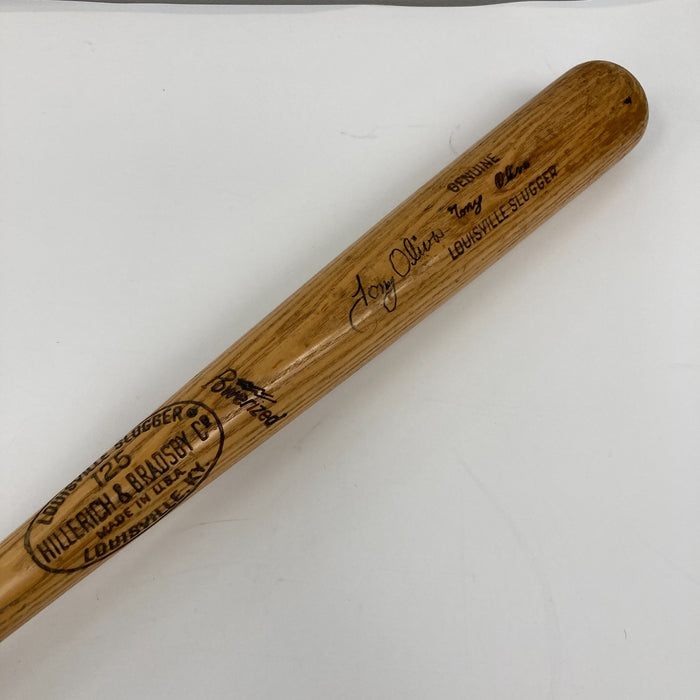 GENUINE
Tony Oliva
LOUISVILLE SLUGGER
Tony Oliva
Powerized
LOUISVILLE SLUGGER
125
HILLERICH & BRADSBY Co
MADE IN U.S.A.
LOUISVILLE, KY.